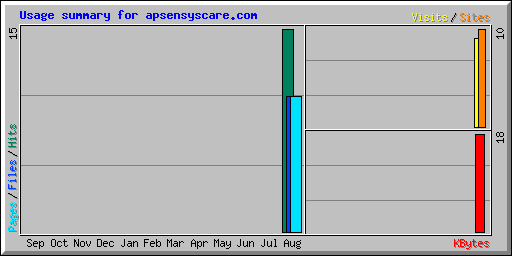 Usage summary for apsensyscare.com
Visits / Sites
15
10
Pages / Files / Hits
18
Sep Oct Nov Dec Jan Feb Mar Apr May Jun Jul Aug
KBytes